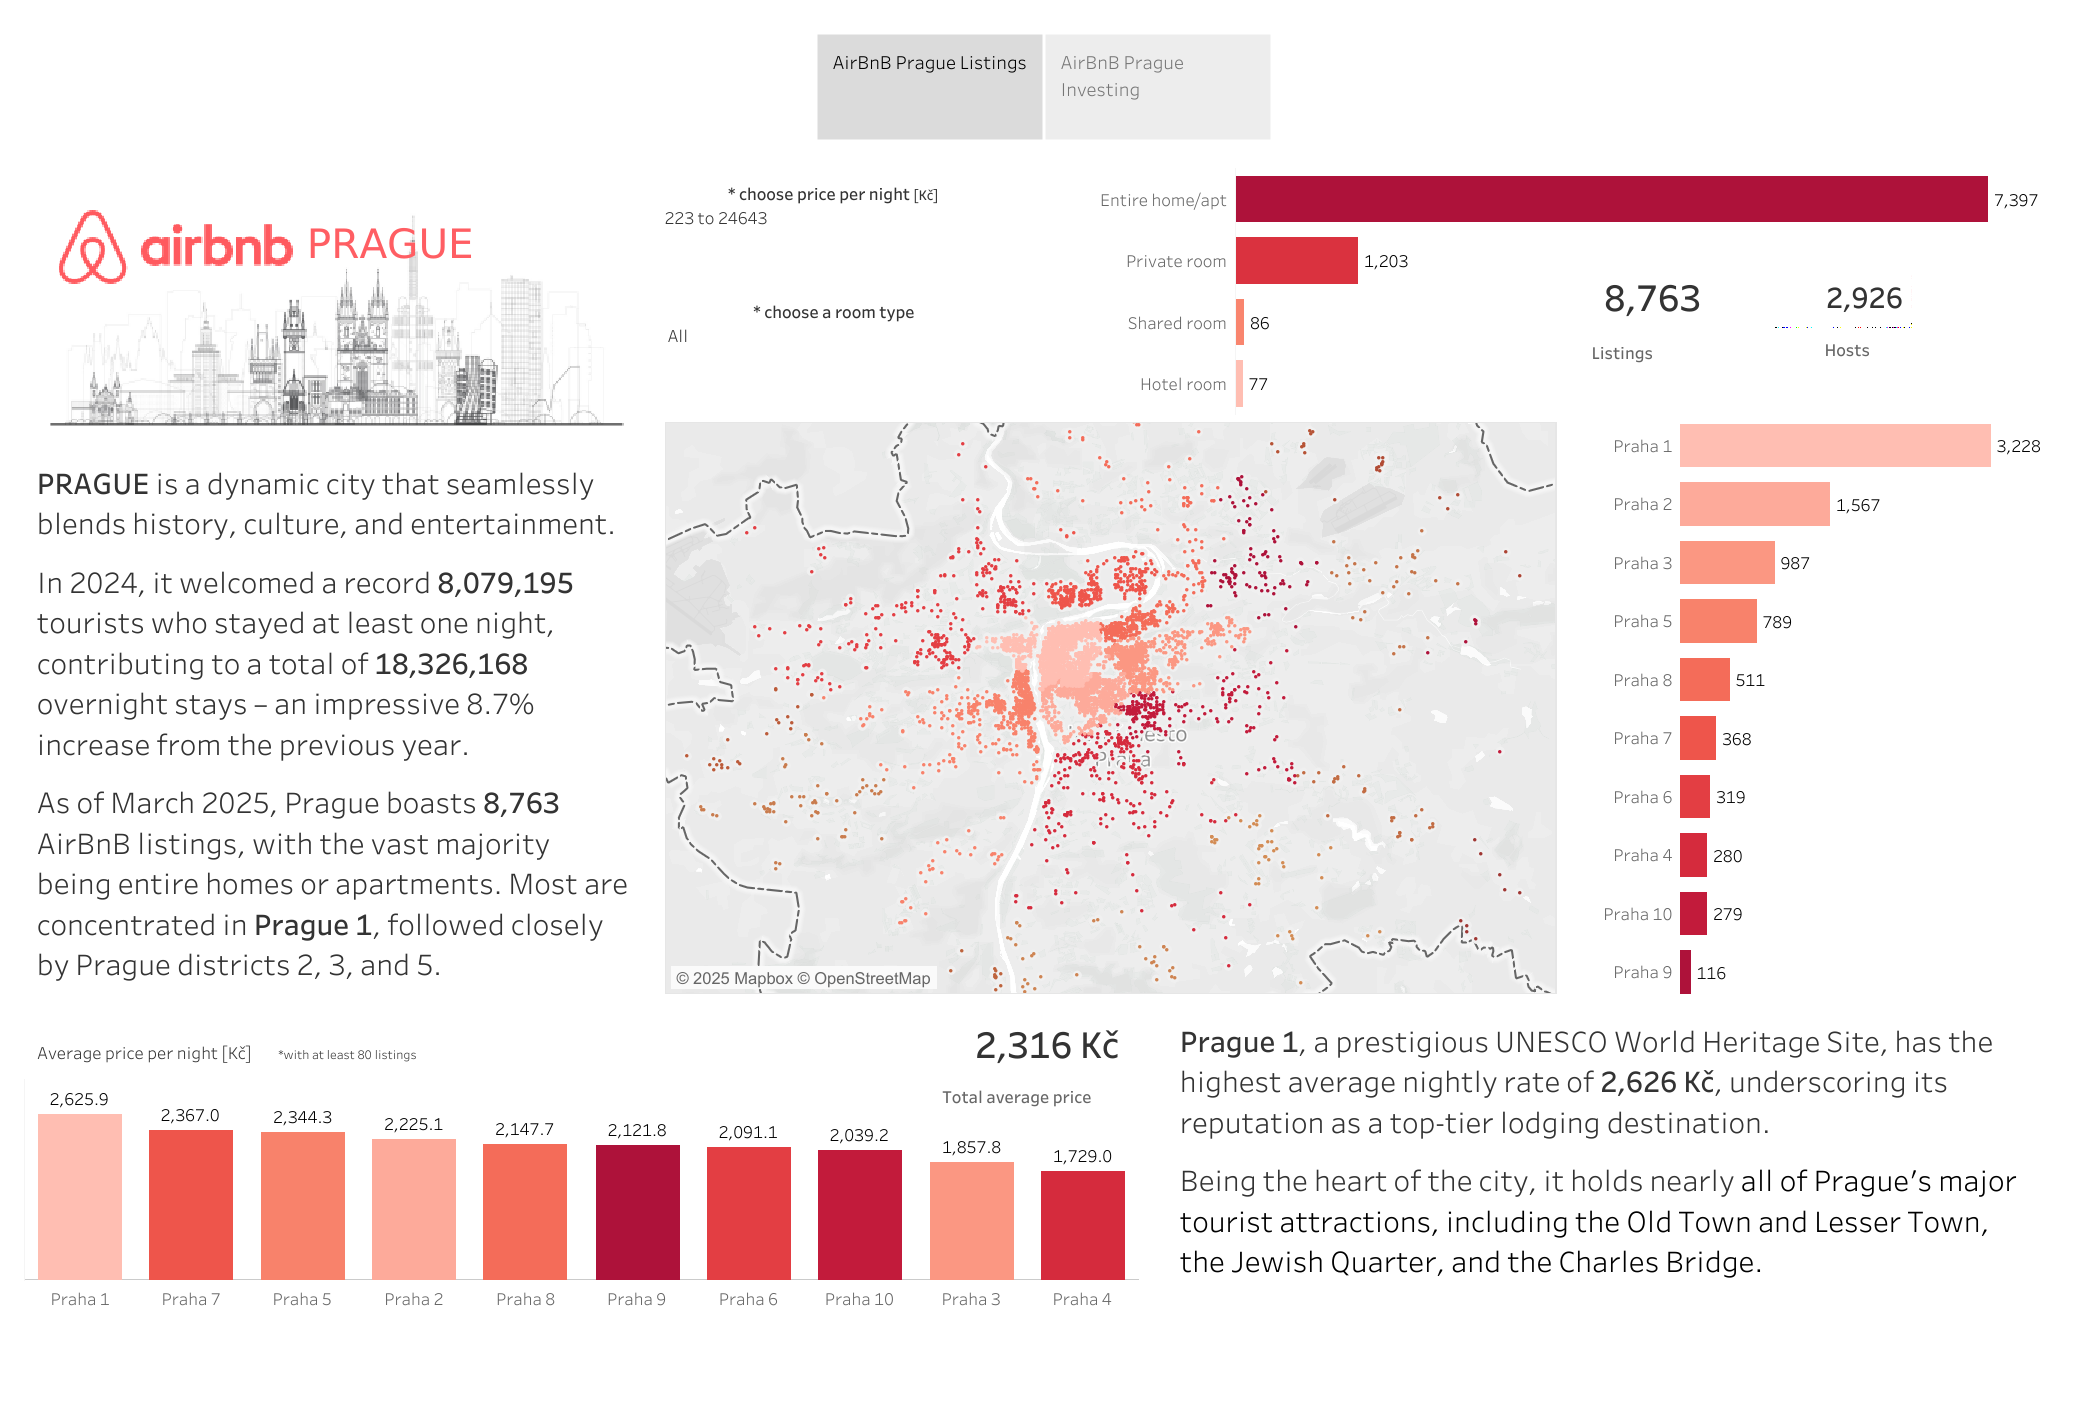 AirBnB Prague Listings
AirBnB Prague
Investing
airbnb PRAGUE
* choose price per night [Kč]
223 to 24643
* choose a room type
All
Entire home/apt 7,397
Private room 1,203
Shared room 86
Hotel room 77
8,763
Listings
2,926
Hosts
PRAGUE is a dynamic city that seamlessly
blends history, culture, and entertainment.
In 2024, it welcomed a record 8,079,195
tourists who stayed at least one night,
contributing to a total of 18,326,168
overnight stays – an impressive 8.7%
increase from the previous year.
As of March 2025, Prague boasts 8,763
AirBnB listings, with the vast majority
being entire homes or apartments. Most are
concentrated in Prague 1, followed closely
by Prague districts 2, 3, and 5.
Praha
© 2025 Mapbox © OpenStreetMap
Praha 1 3,228
Praha 2 1,567
Praha 3 987
Praha 5 789
Praha 8 511
Praha 7 368
Praha 6 319
Praha 4 280
Praha 10 279
Praha 9 116
Average price per night [Kč] *with at least 80 listings
2,316 Kč
Total average price
2,625.9 2,367.0 2,344.3 2,225.1 2,147.7 2,121.8 2,091.1 2,039.2 1,857.8 1,729.0
Praha 1 Praha 7 Praha 5 Praha 2 Praha 8 Praha 9 Praha 6 Praha 10 Praha 3 Praha 4
Prague 1, a prestigious UNESCO World Heritage Site, has the
highest average nightly rate of 2,626 Kč, underscoring its
reputation as a top-tier lodging destination.
Being the heart of the city, it holds nearly all of Prague's major
tourist attractions, including the Old Town and Lesser Town,
the Jewish Quarter, and the Charles Bridge.